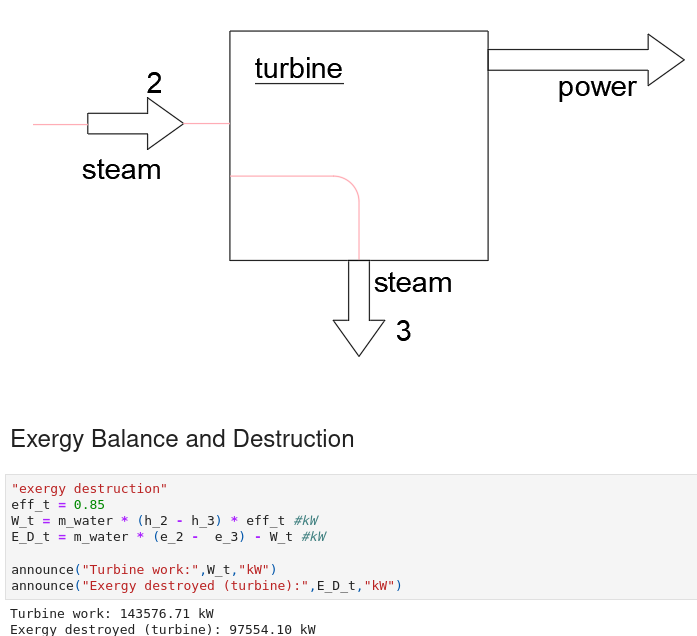 turbine
2
power
steam
steam
3
Exergy Balance and Destruction
"exergy destruction"
eff_t = 0.85
W_t = m_water * (h_2 - h_3) * eff_t #kW
E_D_t = m_water * (e_2 -  e_3) - W_t #kW
announce("Turbine work:",W_t,"kW")
announce("Exergy destroyed (turbine):",E_D_t,"kW")
Turbine work: 143576.71 kW
Exergy destroyed (turbine): 97554.10 kW